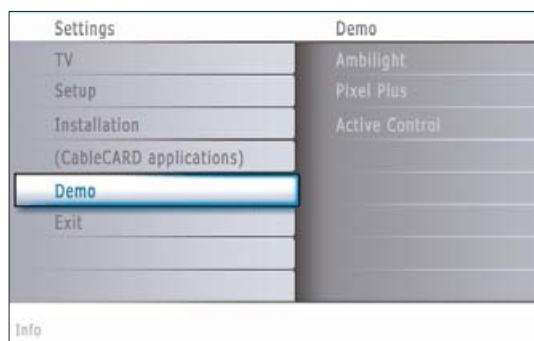 Settings
TV
Setup
Installation
(CableCARD applications)
Demo
Exit
Demo
Ambilight
Pixel Plus
Active Control
Info